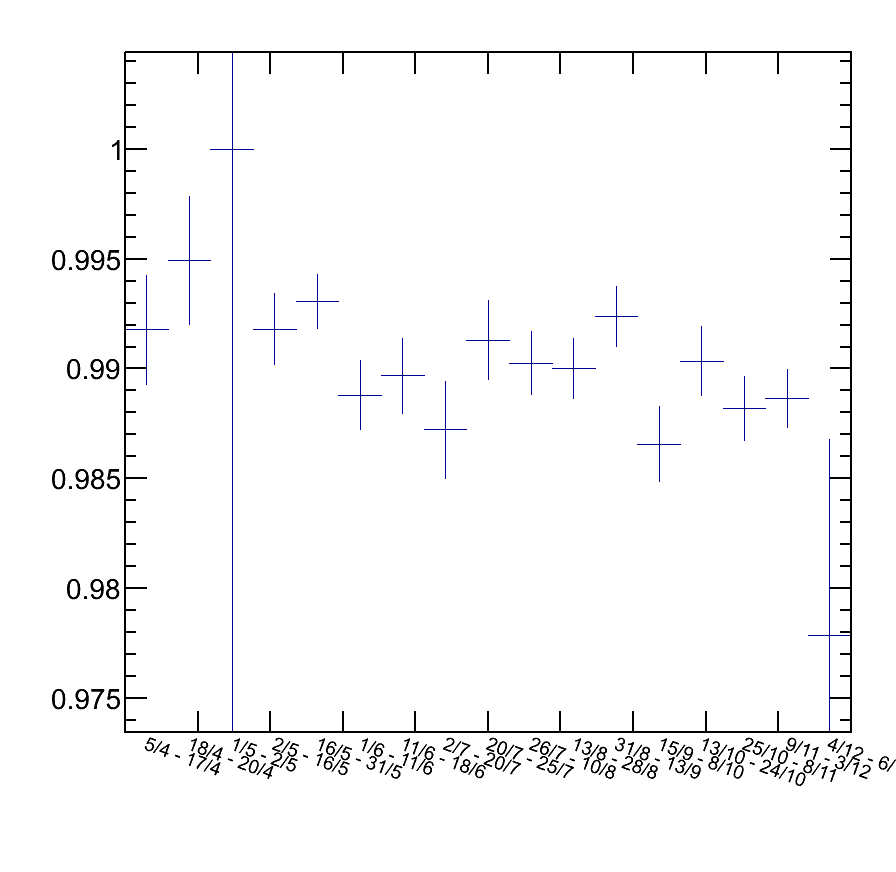 1
0.995
0.99
0.985
0.98
0.975
5/4 - 17/4
18/4 - 20/4
1/5 - 2/5
2/5 - 16/5
16/5 - 31/5
1/6 - 11/6
11/6 - 18/6
2/7 - 20/7
20/7 - 25/7
26/7 - 10/8
13/8 - 28/8
31/8 - 13/9
15/9 - 8/10
13/10 - 24/10
25/10 - 8/11
9/11 - 3/12
4/12 - 6/